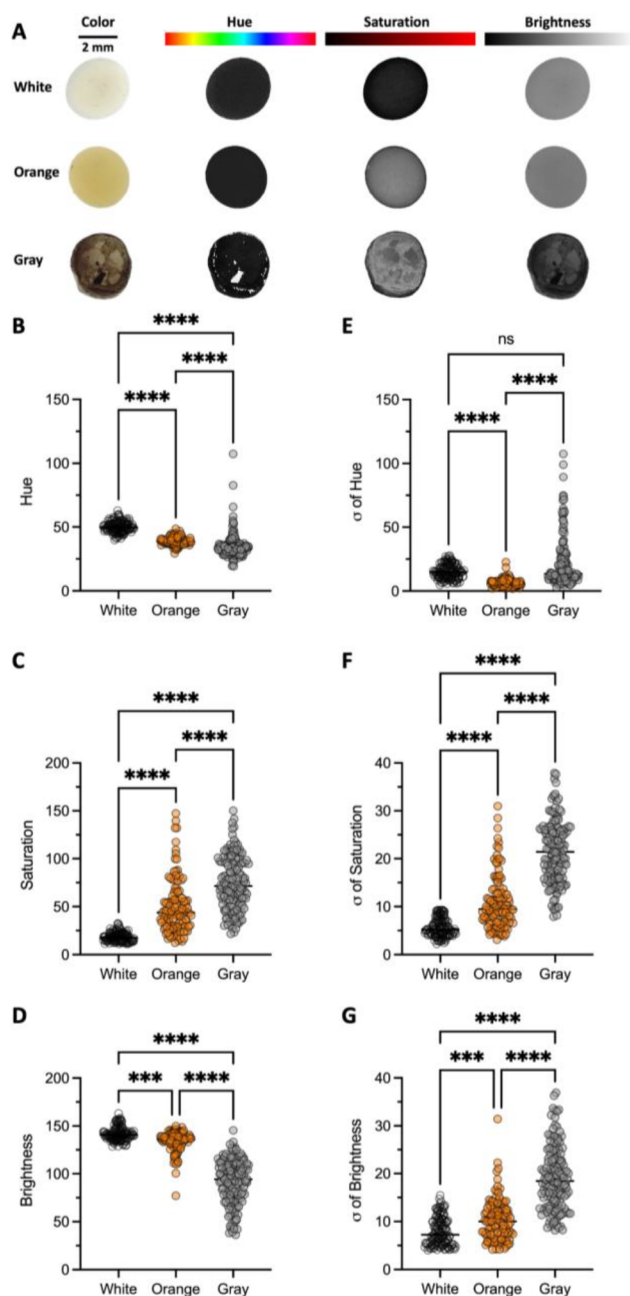 A
Color
Hue
Saturation
Brightness
2 mm
White
Orange
Gray
B
****
****
****
150
100
50
0
Hue
White Orange Gray
E
ns
****
****
150
100
50
0
σ of Hue
White Orange Gray
C
****
****
****
200
150
100
50
0
Saturation
White Orange Gray
F
****
****
****
40
30
20
10
0
σ of Saturation
White Orange Gray
D
****
*** ****
200
150
100
50
0
Brightness
White Orange Gray
G
****
*** ****
40
30
20
10
0
σ of Brightness
White Orange Gray